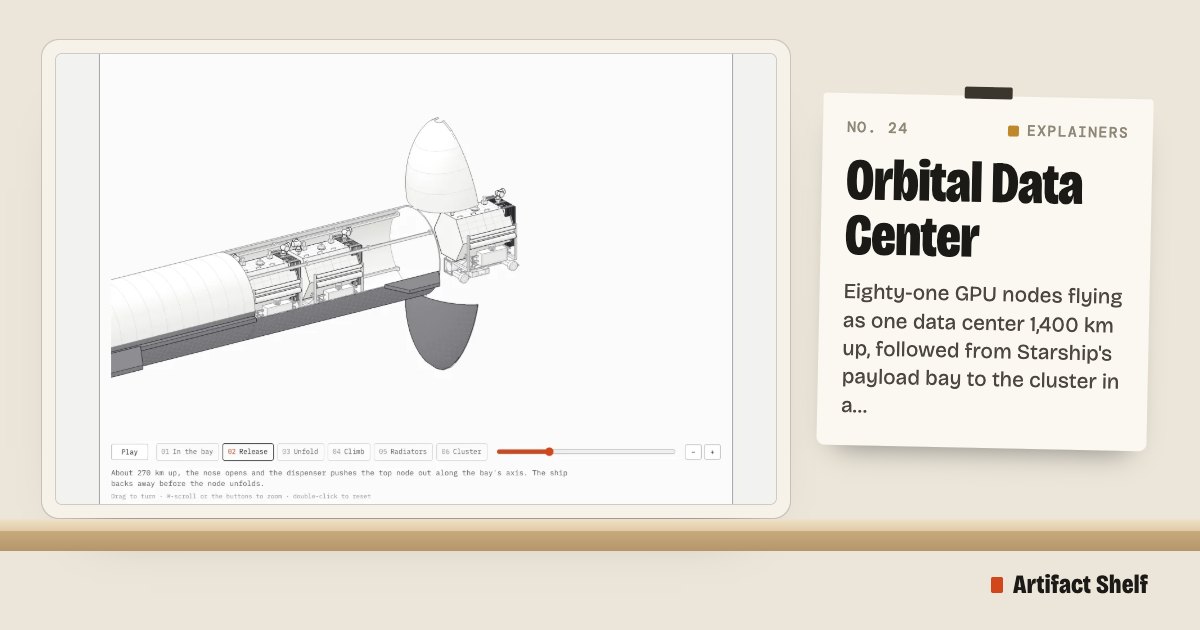 Play
01 In the bay
02 Release
03 Unfold
04 Climb
05 Radiators
06 Cluster
-
+
About 270 km up, the nose opens and the dispenser pushes the top node out along the bay's axis. The ship
backs away before the node unfolds.
Drag to turn · ⌘-scroll or the buttons to zoom · double-click to reset
NO. 24
EXPLAINERS
Orbital Data
Center
Eighty-one GPU nodes flying
as one data center 1,400 km
up, followed from Starship's
payload bay to the cluster in
a...
Artifact Shelf